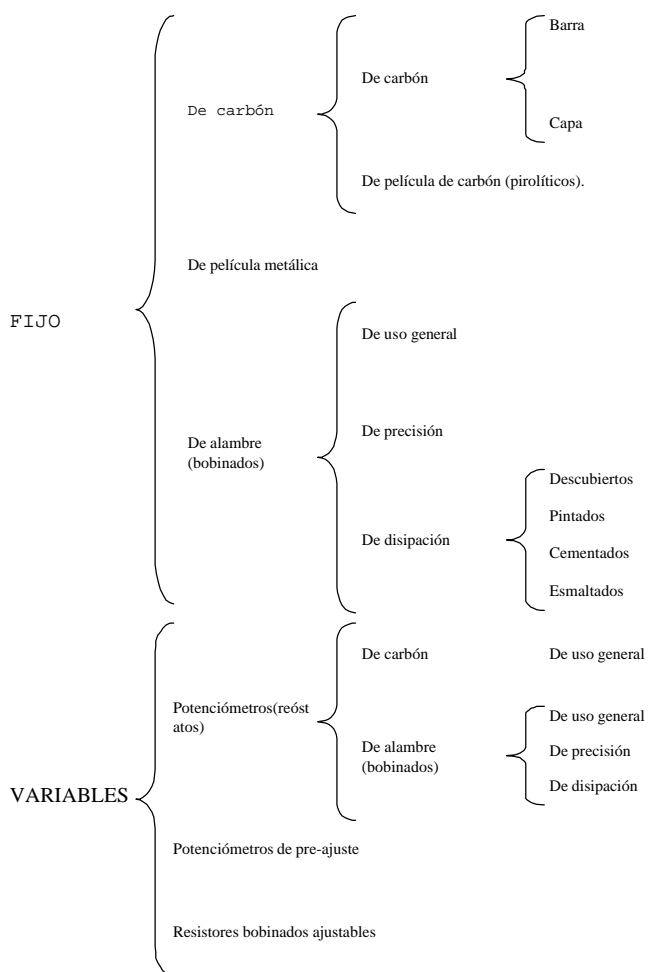 FIJO
De carbón
De carbón
Barra
Capa
De película de carbón (pirolíticos).
De película metálica
De alambre
(bobinados)
De uso general
De precisión
De disipación
Descubiertos
Pintados
Cementados
Esmaltados
VARIABLES
Potenciómetros(reóst
atos)
De carbón
De uso general
De alambre
(bobinados)
De uso general
De precisión
De disipación
Potenciómetros de pre-ajuste
Resistores bobinados ajustables